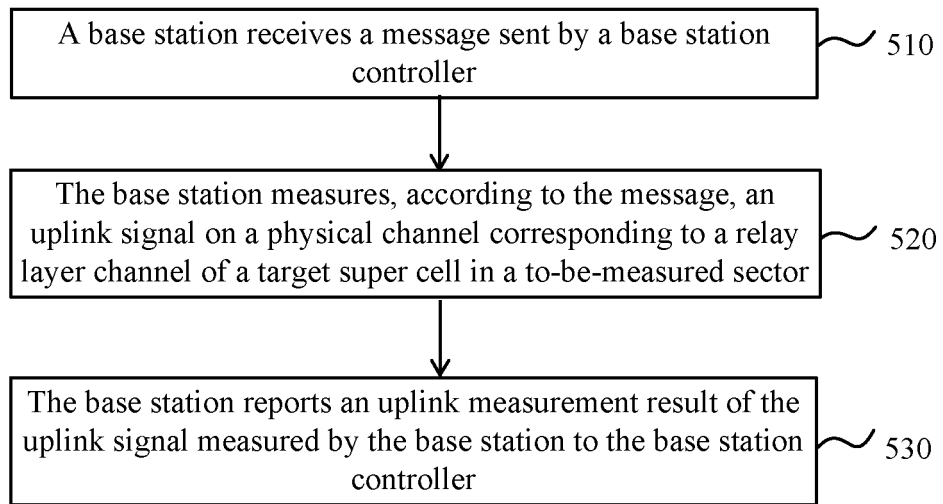 A base station receives a message sent by a base station
controller
510
The base station measures, according to the message, an
uplink signal on a physical channel corresponding to a relay
layer channel of a target super cell in a to-be-measured sector
520
The base station reports an uplink measurement result of the
uplink signal measured by the base station to the base station
controller
530